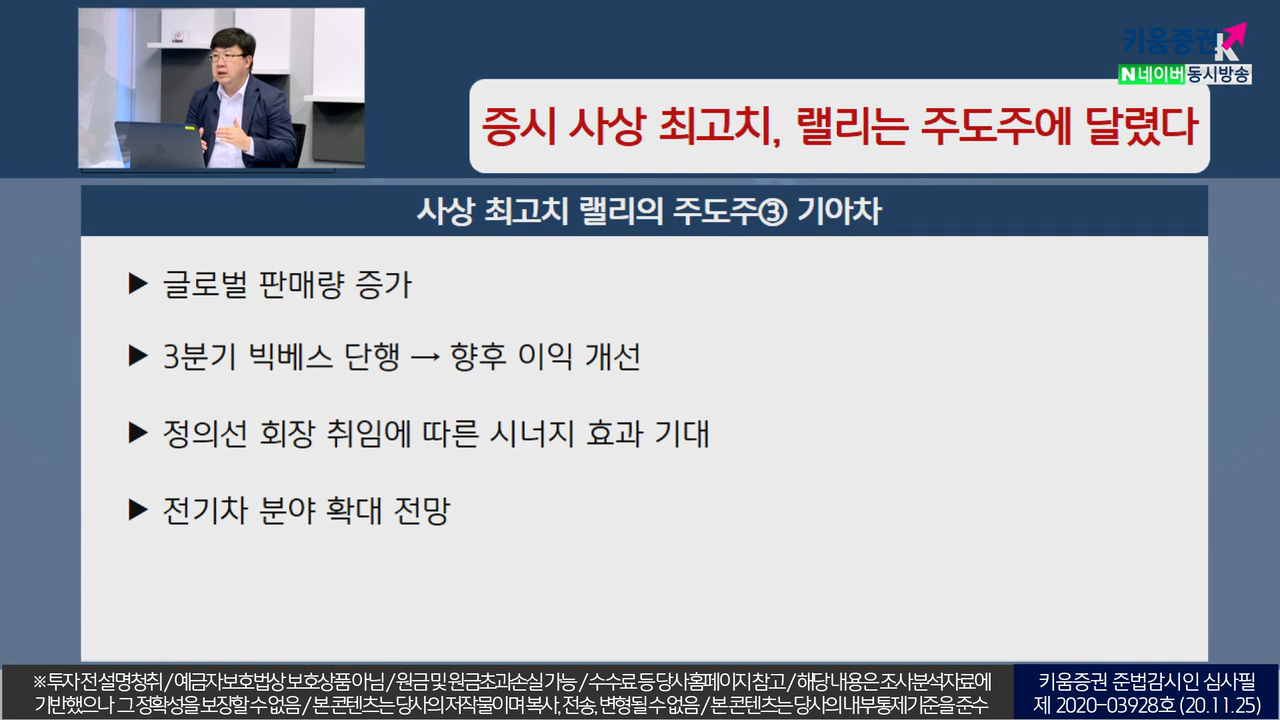 키움증권
N 네이버 동시방송
증시 사상 최고치, 랠리는 주도주에 달렸다
사상 최고치 랠리의 주도주③ 기아차
▶ 글로벌 판매량 증가
▶ 3분기 빅베스 단행 → 향후 이익 개선
▶ 정의선 회장 취임에 따른 시너지 효과 기대
▶ 전기차 분야 확대 전망
※ 투자 전 설명청취 / 예금자보호법상 보호상품 아님 / 원금 및 원금초과손실 가능 / 수수료 등 당사홈페이지 참고 / 해당 내용은 조사분석자료에
기반했으나 그 정확성을 보장할 수 없음 / 본 콘텐츠는 당사의 저작물이며 복사, 전송, 변형될 수 없음 / 본 콘텐츠는 당사의 내부통제기준을 준수
키움증권 준법감시인 심사필
제 2020-03928호 (20.11.25)